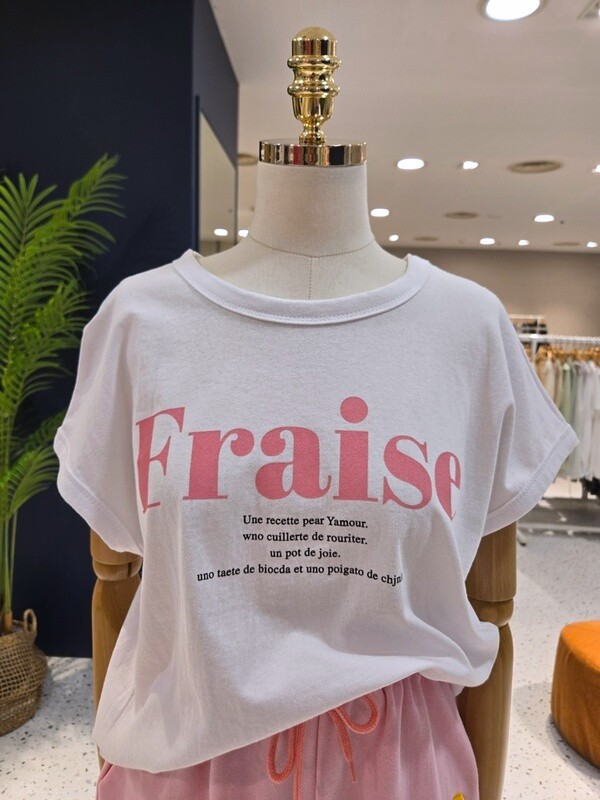 Fraise
Une recette pear Yamour.
wno cuillerte de rouriter.
un pot de joie.
uno taete de biocda et uno poigato de